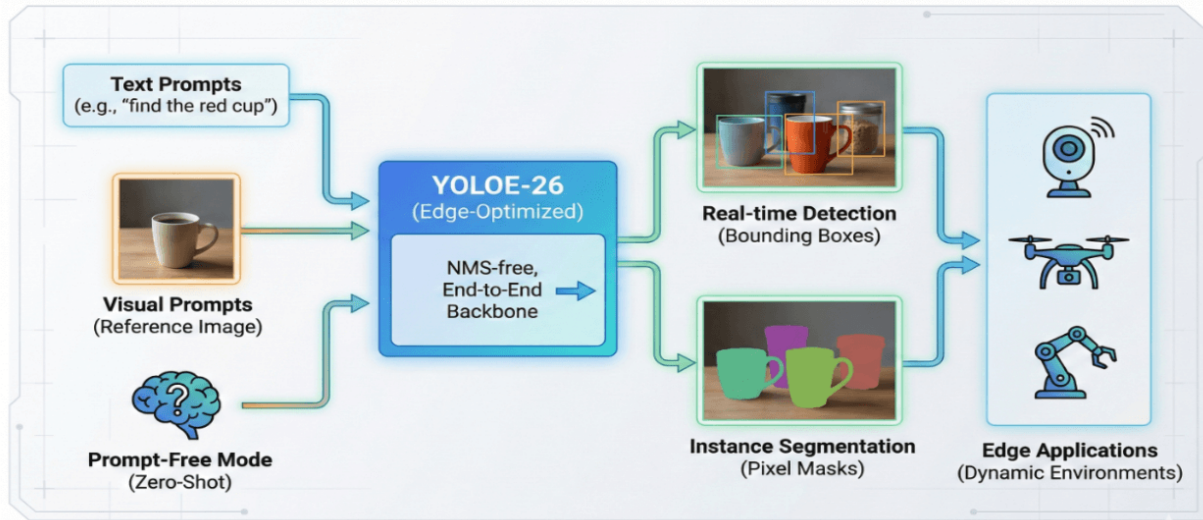 Text Prompts
(e.g., “find the red cup”)
Visual Prompts
(Reference Image)
?
Prompt-Free Mode
(Zero-Shot)
YOLOE-26
(Edge-Optimized)
NMS-free,
End-to-End
Backbone
Real-time Detection
(Bounding Boxes)
Instance Segmentation
(Pixel Masks)
Edge Applications
(Dynamic Environments)